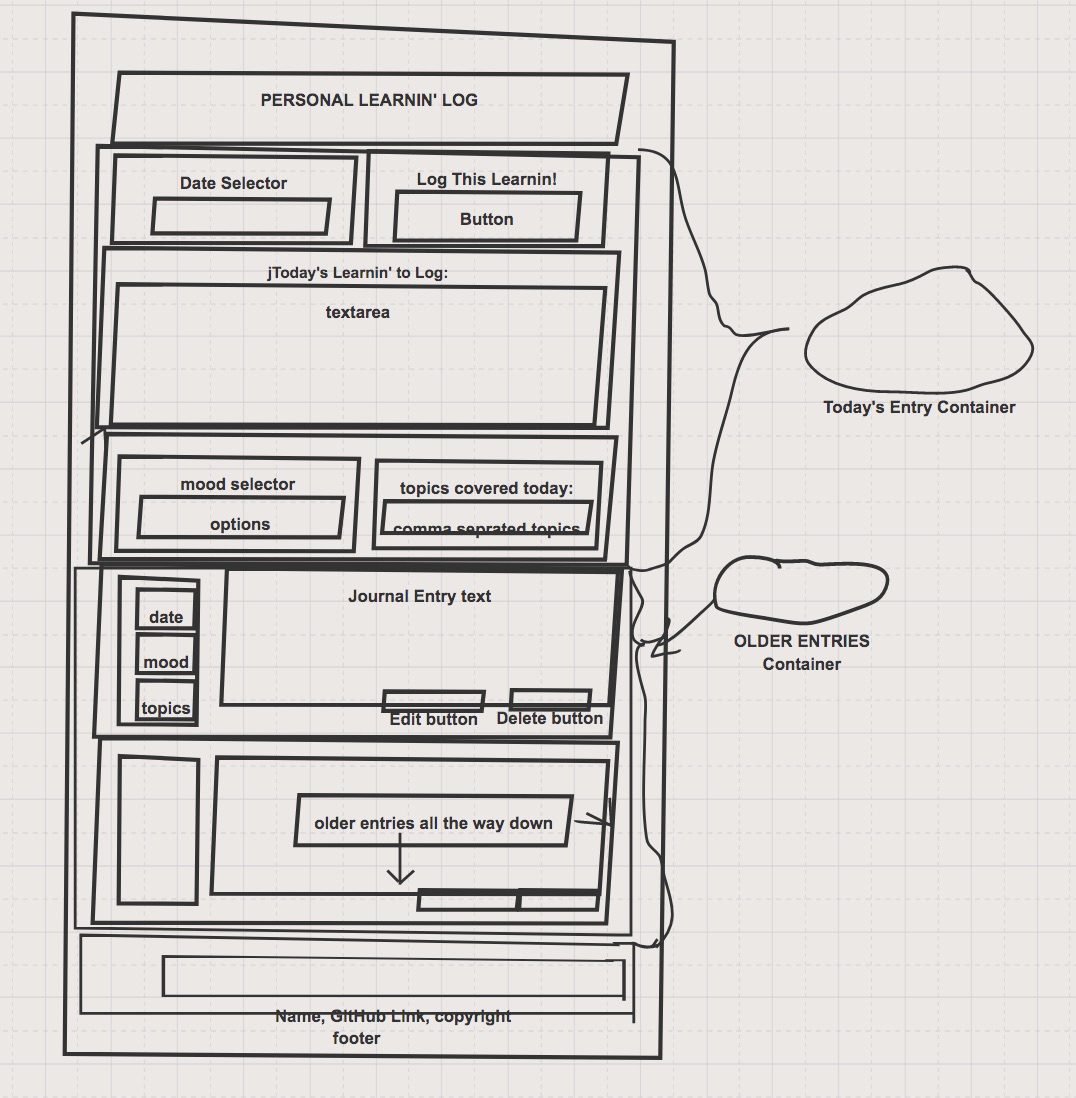 PERSONAL LEARNIN' LOG
Date Selector
Log This Learnin!
Button
jToday's Learnin' to Log:
textarea
mood selector
options
topics covered today:
comma seprated topics
Today's Entry Container
date
mood
topics
Journal Entry text
Edit button
Delete button
OLDER ENTRIES
Container
older entries all the way down
Name, GitHub Link, copyright
footer